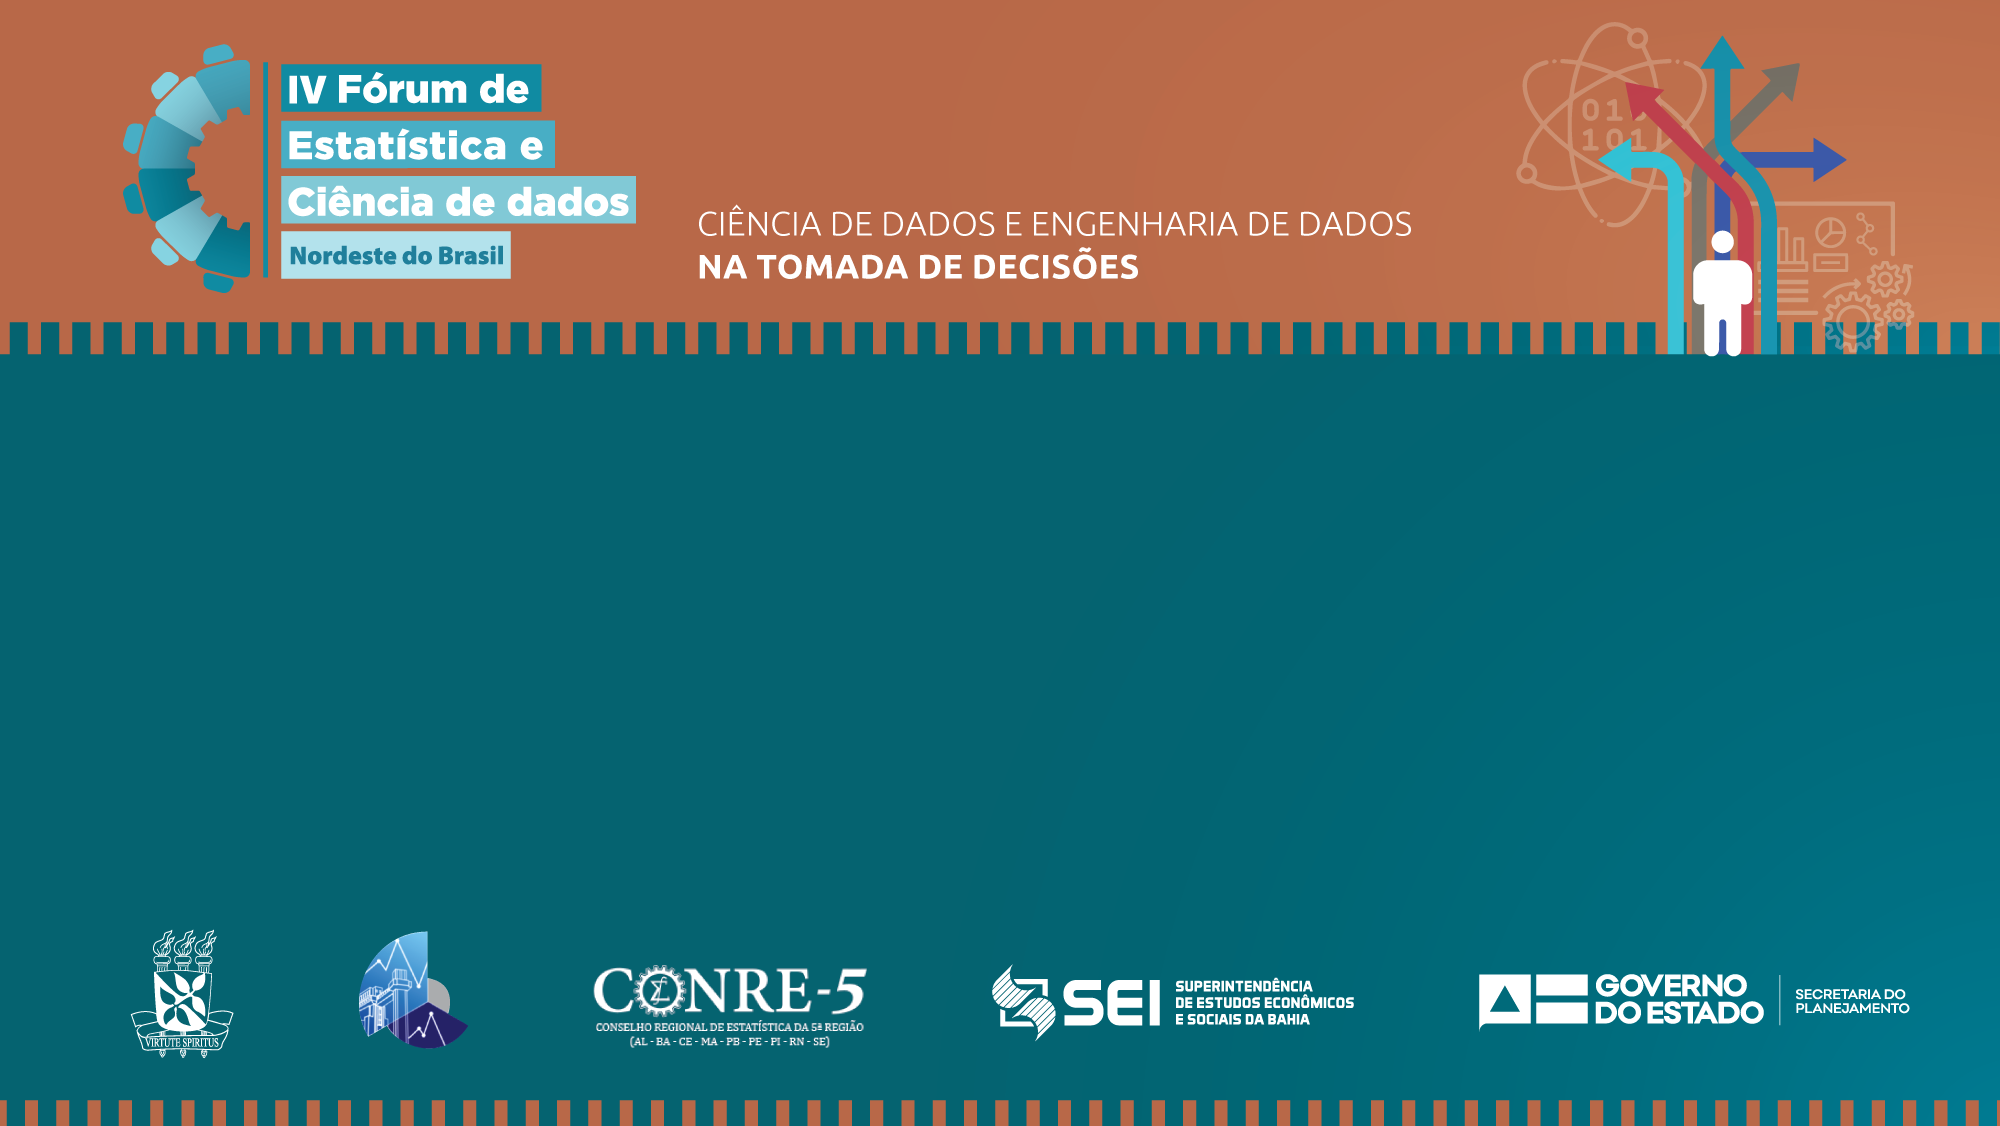 IV Fórum de
Estatística e
Ciência de dados
Nordeste do Brasil
CIÊNCIA DE DADOS E ENGENHARIA DE DADOS
NA TOMADA DE DECISÕES
01
101
VIRTUTE SPIRITUS
CONRE-5
CONSELHO REGIONAL DE ESTATÍSTICA DA 5ª REGIÃO
(AL - BA - CE - MA - PB - PE - PI - RN - SE)
SEI
SUPERINTENDÊNCIA
DE ESTUDOS ECONÔMICOS
E SOCIAIS DA BAHIA
GOVERNO
DO ESTADO
SECRETARIA DO
PLANEJAMENTO